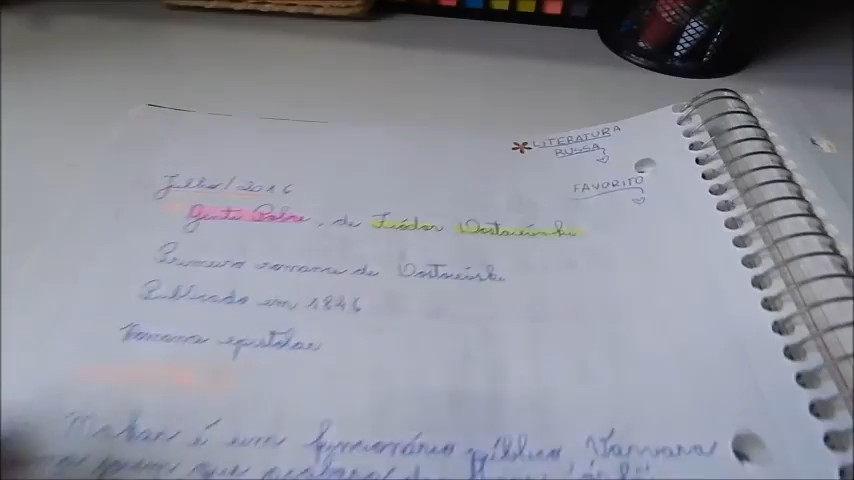 * LITERATURA
RUSSA
FAVORITO
Julho/2016
Gente Pobre, de Fiódor Dostoiévski
Primeiro romance de Dostoiévski
Publicado em 1846
Romance epistolar
Makar é um funcionário público, Varvara